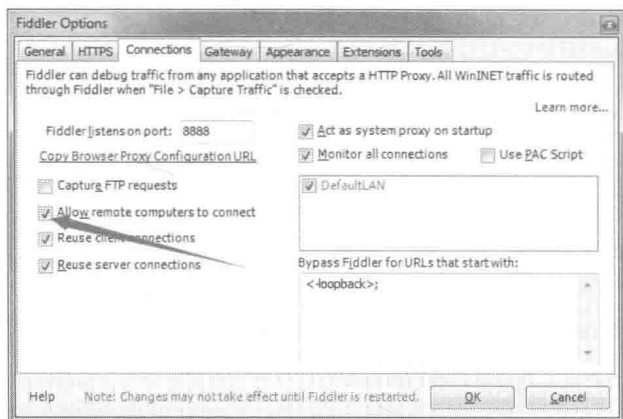 Fiddler Options
General HTTPS Connections Gateway Appearance Extensions Tools
Fiddler can debug traffic from any application that accepts a HTTP Proxy. All WinINET traffic is routed
through Fiddler when "File > Capture Traffic" is checked.
Learn more...
Fiddler listens on port: 8888
Copy Browser Proxy Configuration URL
Capture FTP requests
Allow remote computers to connect
Reuse client connections
Reuse server connections
Act as system proxy on startup
Monitor all connections Use PAC Script
DefaultLAN
Bypass Fiddler for URLs that start with:
<-loopback>;
Help Note: Changes may not take effect until Fiddler is restarted. OK Cancel